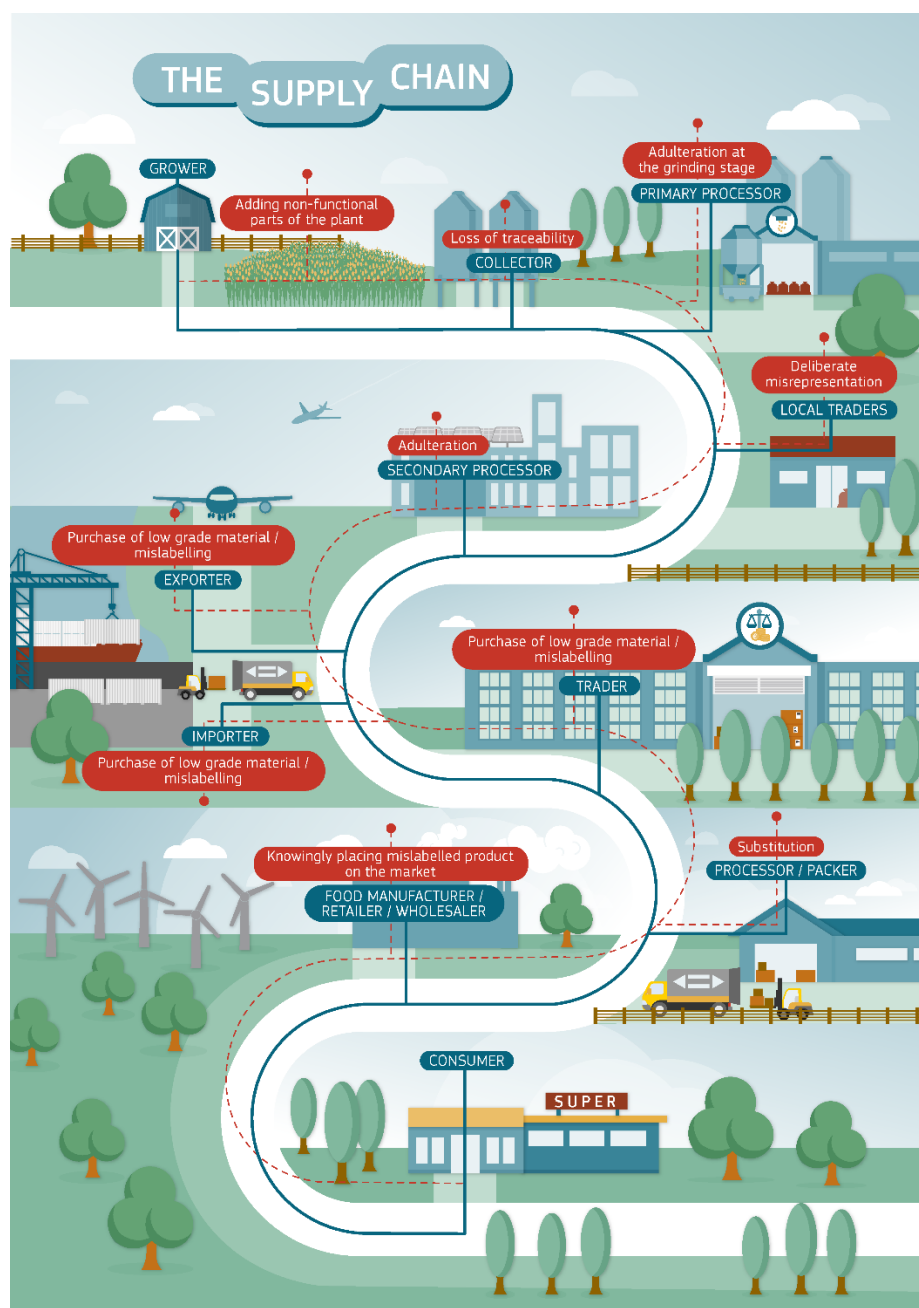 THE SUPPLY CHAIN
GROWER
Adding non-functional
parts of the plant
Loss of traceability
COLLECTOR
Adulteration at
the grinding stage
PRIMARY PROCESSOR
Deliberate
misrepresentation
LOCAL TRADERS
Adulteration
SECONDARY PROCESSOR
Purchase of low grade material /
mislabelling
EXPORTER
IMPORTER
Purchase of low grade material /
mislabelling
Purchase of low grade material /
mislabelling
TRADER
Substitution
PROCESSOR / PACKER
Knowingly placing mislabelled product
on the market
FOOD MANUFACTURER /
RETAILER / WHOLESALER
CONSUMER
SUPER